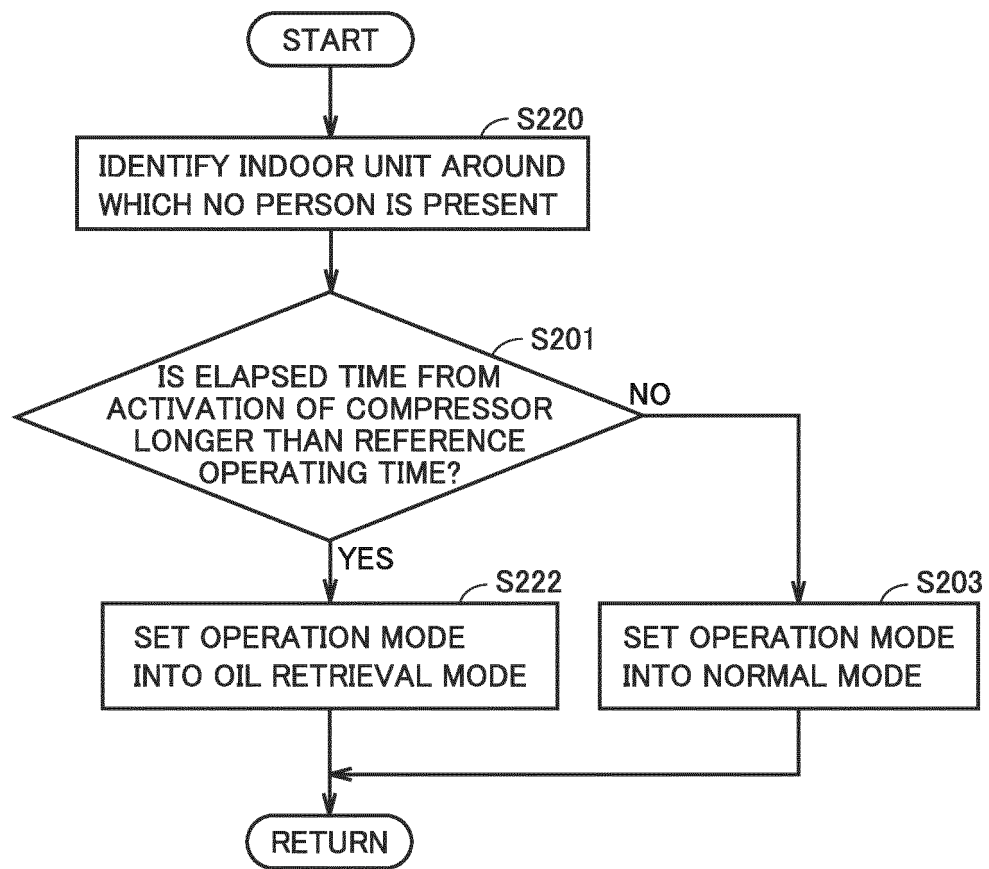 START
S220
IDENTIFY INDOOR UNIT AROUND
WHICH NO PERSON IS PRESENT
S201
IS ELAPSED TIME FROM
ACTIVATION OF COMPRESSOR
LONGER THAN REFERENCE
OPERATING TIME?
NO
YES
S222
SET OPERATION MODE
INTO OIL RETRIEVAL MODE
S203
SET OPERATION MODE
INTO NORMAL MODE
RETURN